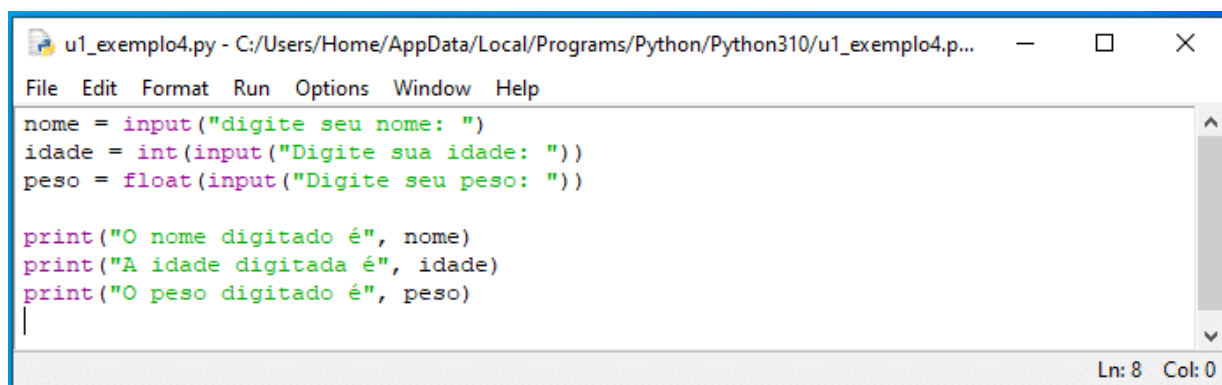 u1_exemplo4.py - C:/Users/Home/AppData/Local/Programs/Python/Python310/u1_exemplo4.p...
File Edit Format Run Options Window Help
nome = input("digite seu nome: ")
idade = int(input("Digite sua idade: "))
peso = float(input("Digite seu peso: "))
print("O nome digitado é", nome)
print("A idade digitada é", idade)
print("O peso digitado é", peso)
Ln: 8 Col: 0